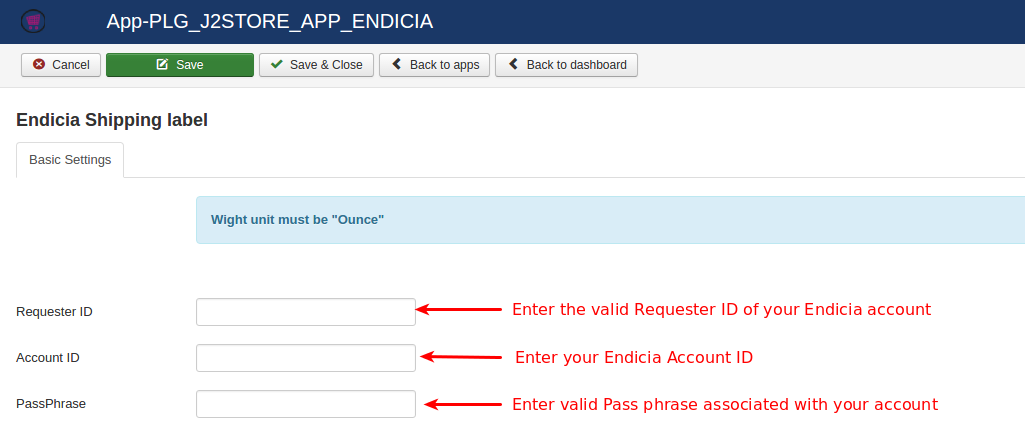 App-PLG_J2STORE_APP_ENDICIA
Cancel Save Save & Close Back to apps Back to dashboard
Endicia Shipping label
Basic Settings
Wight unit must be "Ounce"
Requester ID Enter the valid Requester ID of your Endicia account
Account ID Enter your Endicia Account ID
PassPhrase Enter valid Pass phrase associated with your account